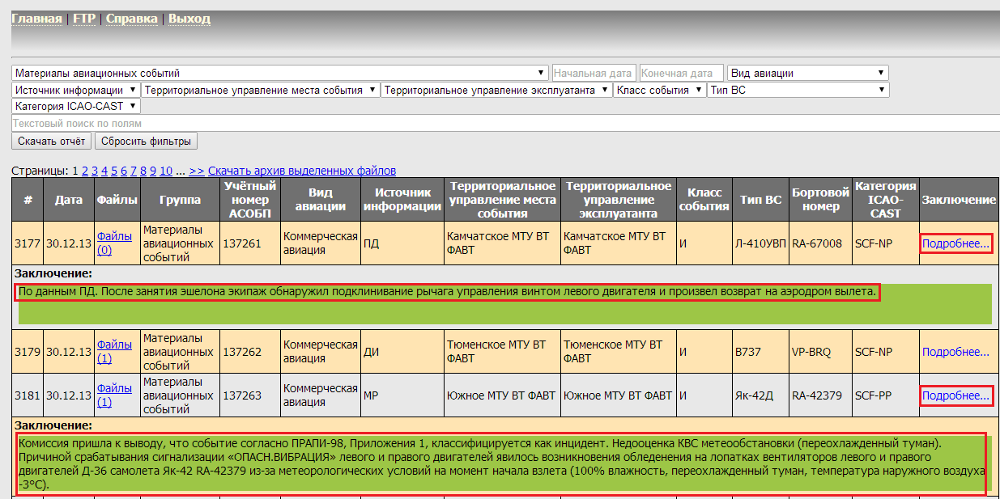 Главная | FTP | Справка | Выход
Материалы авиационных событий Начальная дата Конечная дата Вид авиации
Источник информации Территориальное управление места события Территориальное управление эксплуатанта Класс события Тип ВС
Категория ICAO-CAST
Текстовый поиск по полям
Скачать отчёт Сбросить фильтры
Страницы: 1 2 3 4 5 6 7 8 9 10 ... >> Скачать архив выделенных файлов
# Дата Файлы Группа Учётный номер АСОБП Вид авиации Источник информации Территориальное управление места события Территориальное управление эксплуатанта Класс события Тип ВС Бортовой номер Категория ICAO-CAST Заключение
3177 30.12.13 Файлы (0) Материалы авиационных событий 137261 Коммерческая авиация ПД Камчатское МТУ ВТ ФАВТ Камчатское МТУ ВТ ФАВТ И Л-410УВП RA-67008 SCF-NP Подробнее...
Заключение:
По данным ПД. После занятия эшелона экипаж обнаружил подклинивание рычага управления винтом левого двигателя и произвел возврат на аэродром вылета.
3179 30.12.13 Файлы (1) Материалы авиационных событий 137262 Коммерческая авиация ДИ Тюменское МТУ ВТ ФАВТ Тюменское МТУ ВТ ФАВТ И B737 VP-BRQ SCF-NP Подробнее...
3181 30.12.13 Файлы (1) Материалы авиационных событий 137263 Коммерческая авиация МР Южное МТУ ВТ ФАВТ Южное МТУ ВТ ФАВТ И Як-42Д RA-42379 SCF-PP Подробнее...
Заключение:
Комиссия пришла к выводу, что событие согласно ПРАПИ-98, Приложения 1, классифицируется как инцидент. Недооценка КВС метеообстановки (переохлажденный туман).
Причиной срабатывания сигнализации «ОПАСН.ВИБРАЦИЯ» левого и правого двигателей явилось возникновения обледенения на лопатках вентиляторов левого и правого
двигателей Д-36 самолета Як-42 RA-42379 из-за метеорологических условий на момент начала взлета (100% влажность, переохлажденный туман, температура наружного воздуха
-3°С).